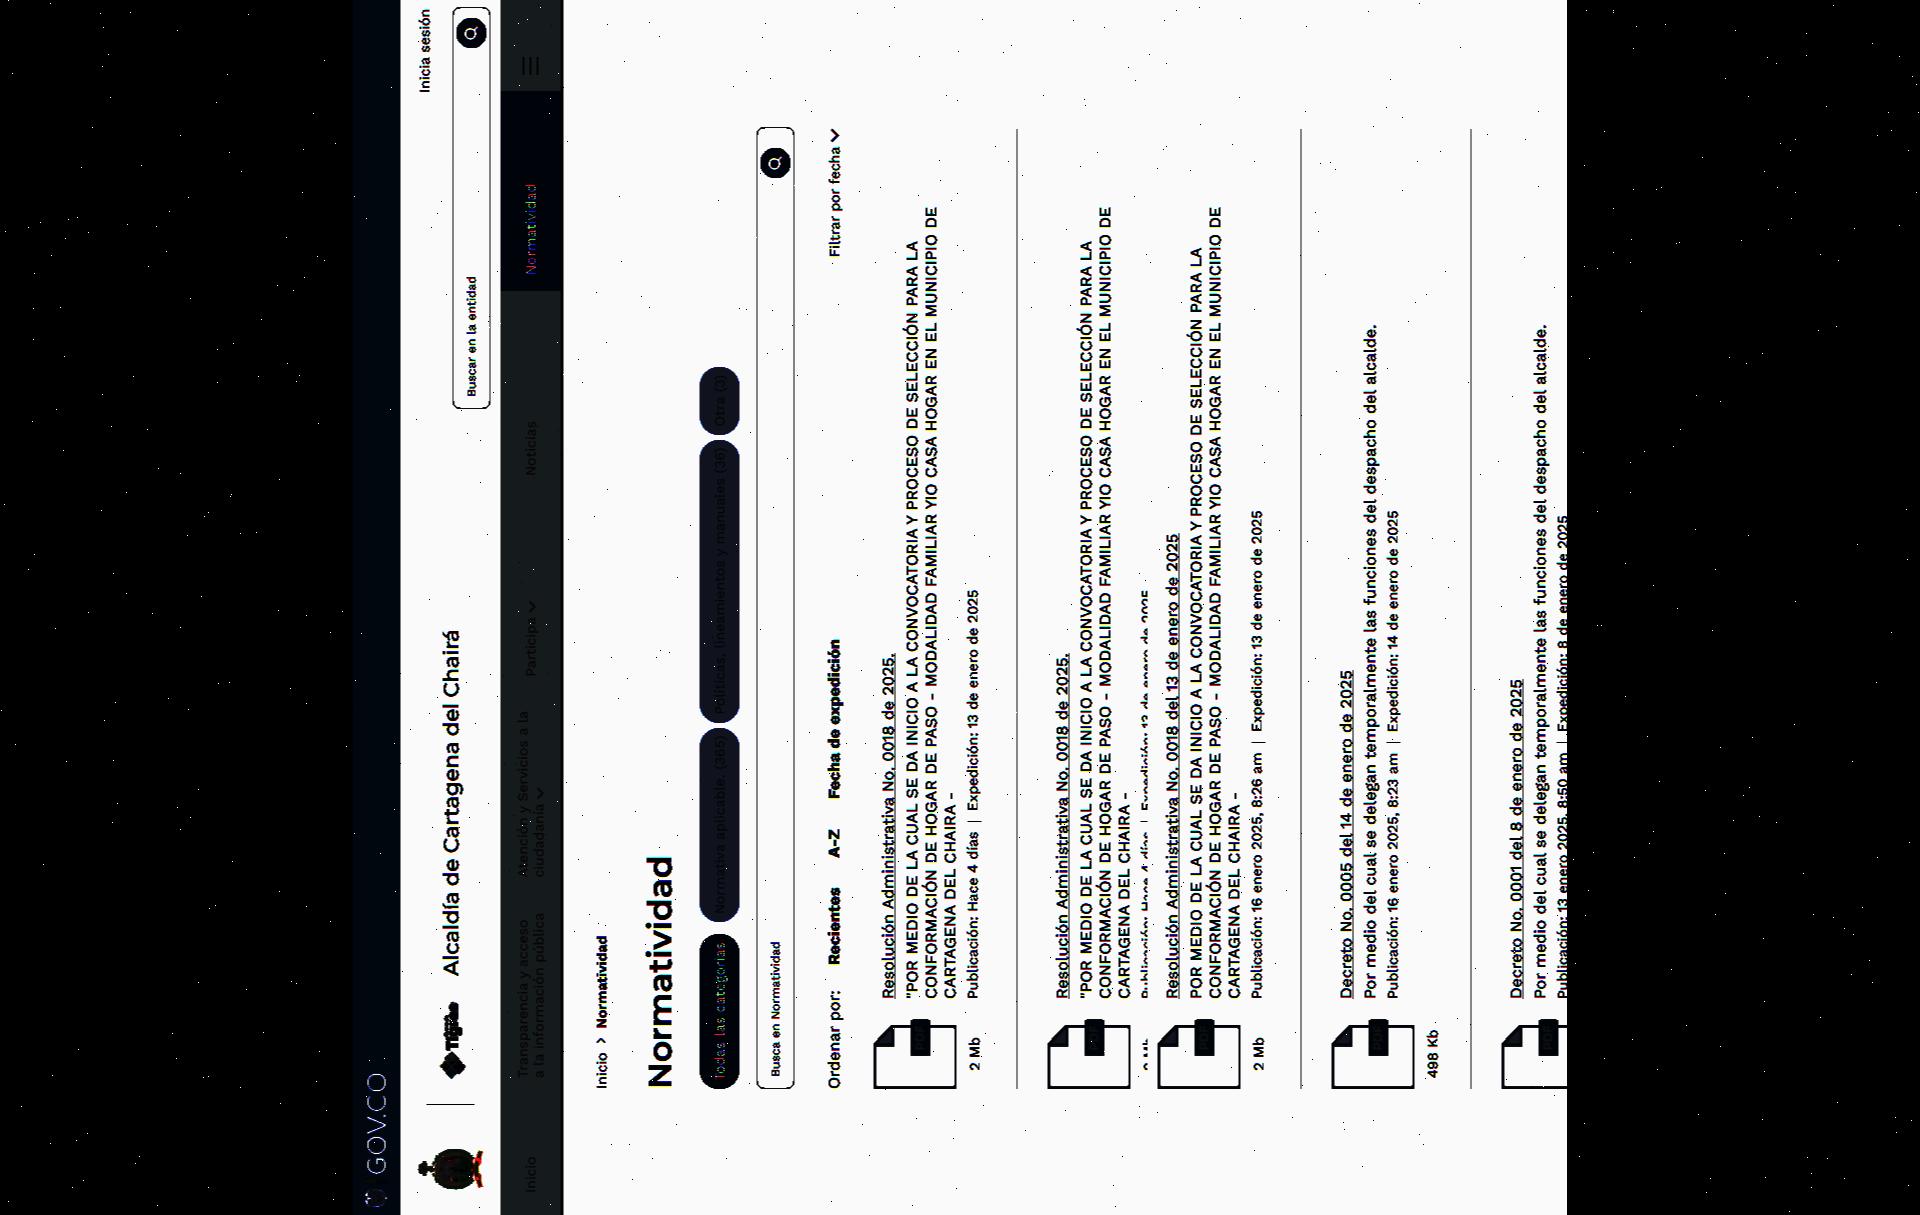 GOV.CO
Inicia sesión
Alcaldía de Cartagena del Chairá
Buscar en la entidad
Inicio
Transparencia y acceso
a la información pública
Atención y Servicios a la
ciudadanía
Participa
Noticias
Normatividad
Inicio > Normatividad
Normatividad
Todas las categorías
Normativa aplicable. (365)
Políticas, lineamientos y manuales (36)
Otra (3)
Busca en Normatividad
Ordenar por: Recientes A-Z Fecha de expedición Filtrar por fecha
Resolución Administrativa No. 0018 de 2025.
"POR MEDIO DE LA CUAL SE DA INICIO A LA CONVOCATORIA Y PROCESO DE SELECCIÓN PARA LA
CONFORMACIÓN DE HOGAR DE PASO - MODALIDAD FAMILIAR YIO CASA HOGAR EN EL MUNICIPIO DE
CARTAGENA DEL CHAIRA -
Publicación: Hace 4 días | Expedición: 13 de enero de 2025
PDF
2 Mb
Resolución Administrativa No. 0018 de 2025.
"POR MEDIO DE LA CUAL SE DA INICIO A LA CONVOCATORIA Y PROCESO DE SELECCIÓN PARA LA
CONFORMACIÓN DE HOGAR DE PASO - MODALIDAD FAMILIAR YIO CASA HOGAR EN EL MUNICIPIO DE
CARTAGENA DEL CHAIRA -
Publicación: Hace 4 días | Expedición: 13 de enero de 2025
PDF
2 Mb
Resolución Administrativa No. 0018 del 13 de enero de 2025
POR MEDIO DE LA CUAL SE DA INICIO A LA CONVOCATORIA Y PROCESO DE SELECCIÓN PARA LA
CONFORMACIÓN DE HOGAR DE PASO - MODALIDAD FAMILIAR YIO CASA HOGAR EN EL MUNICIPIO DE
CARTAGENA DEL CHAIRA -
Publicación: 16 enero 2025, 8:26 am | Expedición: 13 de enero de 2025
PDF
2 Mb
Decreto No. 0005 del 14 de enero de 2025
Por medio del cual se delegan temporalmente las funciones del despacho del alcalde.
Publicación: 16 enero 2025, 8:23 am | Expedición: 14 de enero de 2025
PDF
498 Kb
Decreto No. 0001 del 8 de enero de 2025
Por medio del cual se delegan temporalmente las funciones del despacho del alcalde.
Publicación: 13 enero 2025, 8:50 am | Expedición: 8 de enero de 2025